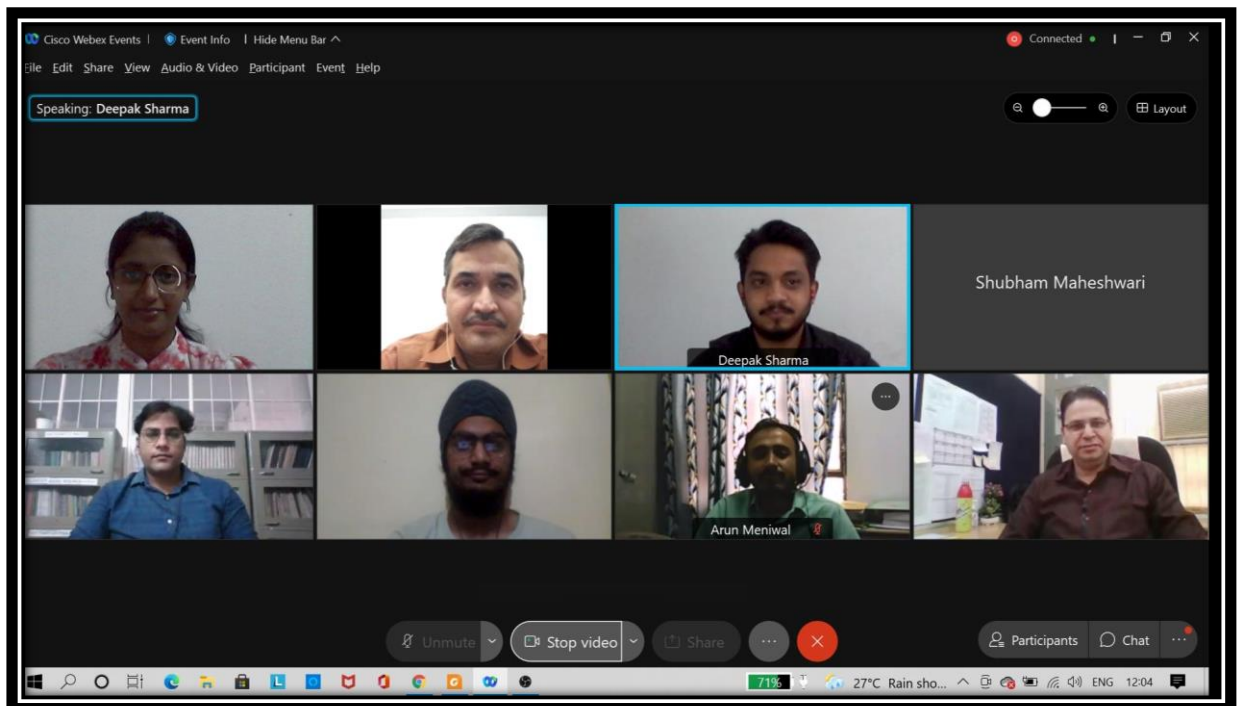 Cisco Webex Events | Event Info | Hide Menu Bar
Connected
File Edit Share View Audio & Video Participant Event Help
Speaking: Deepak Sharma
Layout
Shubham Maheshwari
Deepak Sharma
Arun Meniwal
Unmute Stop video Share
Participants Chat
71% 27°C Rain sho... ENG 12:04